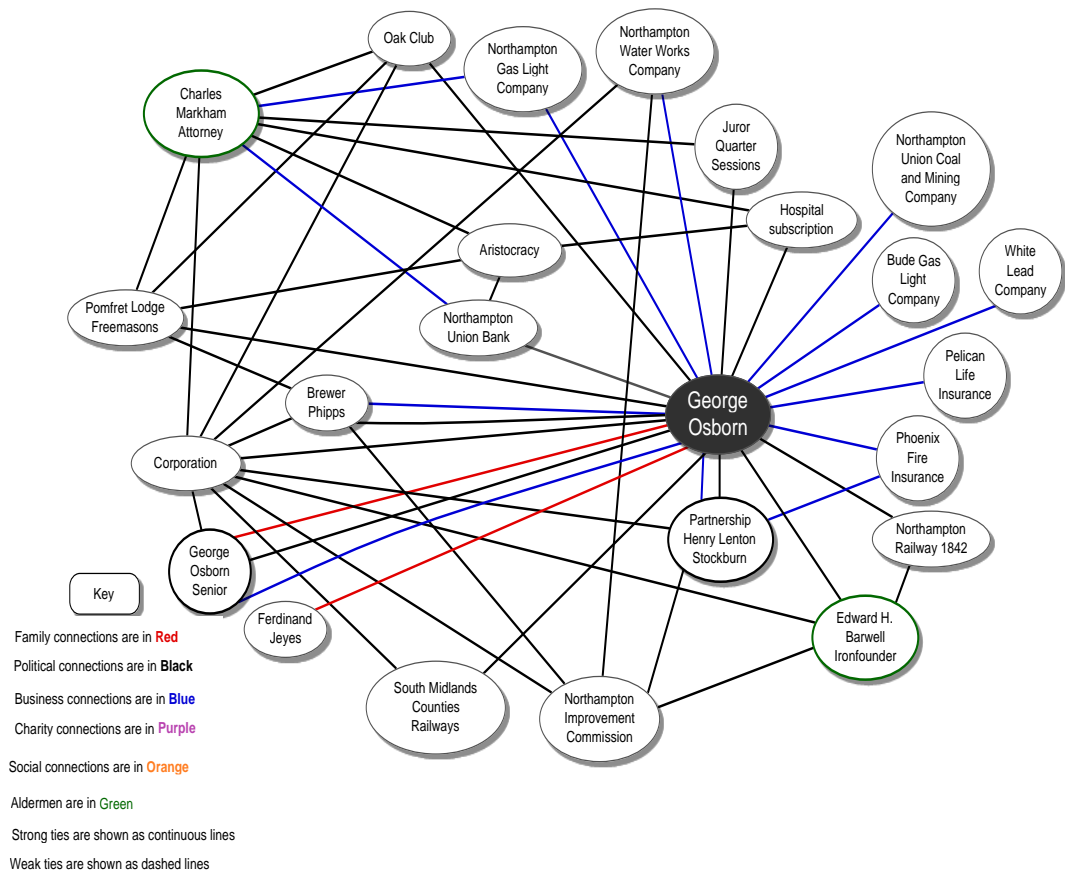 Oak Club
Northampton
Gas Light
Company
Northampton
Water Works
Company
Charles
Markham
Attorney
Juror
Quarter
Sessions
Northampton
Union Coal
and Mining
Company
Hospital
subscription
Aristocracy
Bude Gas
Light
Company
White
Lead
Company
Pomfret Lodge
Freemasons
Northampton
Union Bank
Pelican
Life
Insurance
Brewer
Phipps
George
Osborn
Phoenix
Fire
Insurance
Corporation
Partnership
Henry Lenton
Stockburn
Northampton
Railway 1842
George
Osborn
Senior
Ferdinand
Jeyes
Edward H.
Barwell
Ironfounder
South Midlands
Counties
Railways
Northampton
Improvement
Commission
Key
Family connections are in Red
Political connections are in Black
Business connections are in Blue
Charity connections are in Purple
Social connections are in Orange
Aldermen are in Green
Strong ties are shown as continuous lines
Weak ties are shown as dashed lines